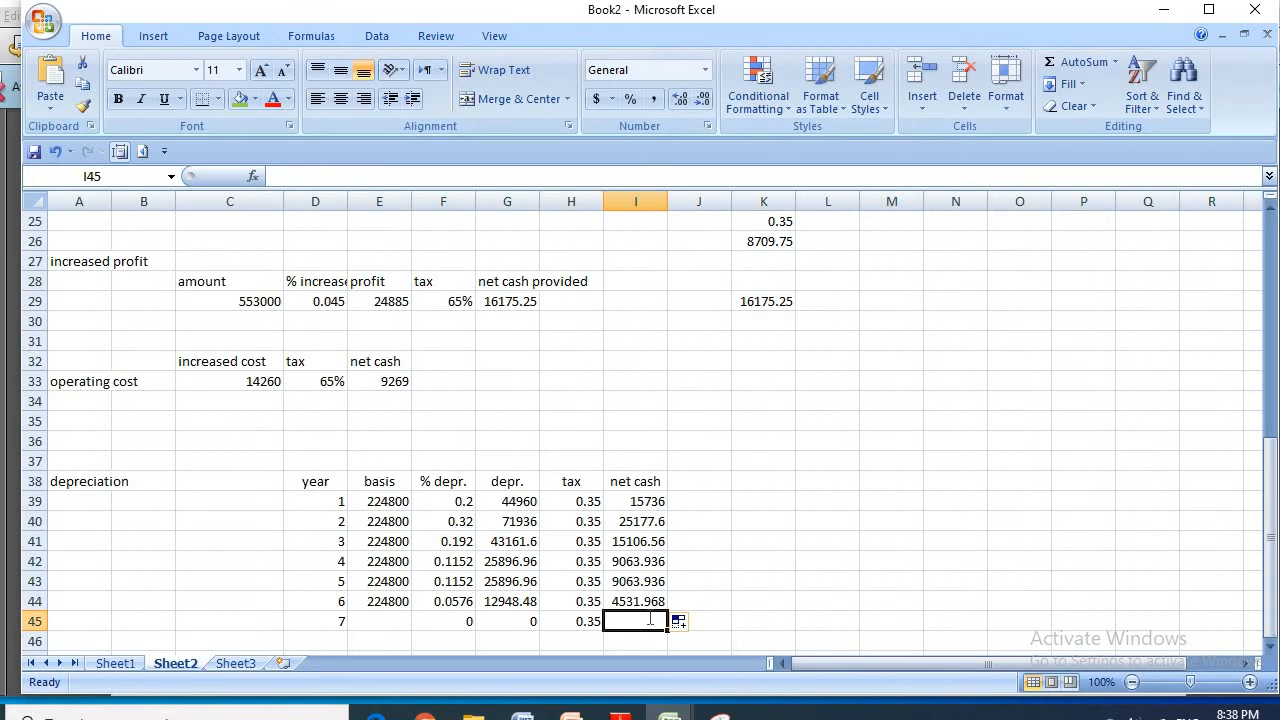 Book2 - Microsoft Excel
Home Insert Page Layout Formulas Data Review View
Paste Calibri 11 Wrap Text General Conditional Formatting Format as Table Cell Styles Insert Delete Format AutoSum Sort & Filter Find & Select
B I U Merge & Center $ % , Fill
Clear
Clipboard Font Alignment Number Styles Cells Editing
I45 fx
A B C D E F G H I J K L M N O P Q R
25 0.35
26 8709.75
27 increased profit
28 amount % increase profit tax net cash provided
29 553000 0.045 24885 65% 16175.25 16175.25
30
31
32 increased cost tax net cash
33 operating cost 14260 65% 9269
34
35
36
37
38 depreciation year basis % depr. depr. tax net cash
39 1 224800 0.2 44960 0.35 15736
40 2 224800 0.32 71936 0.35 25177.6
41 3 224800 0.192 43161.6 0.35 15106.56
42 4 224800 0.1152 25896.96 0.35 9063.936
43 5 224800 0.1152 25896.96 0.35 9063.936
44 6 224800 0.0576 12948.48 0.35 4531.968
45 7 0 0 0.35
46
Activate Windows
Go to Settings to activate
Sheet1 Sheet2 Sheet3
Ready 100%
8:38 PM